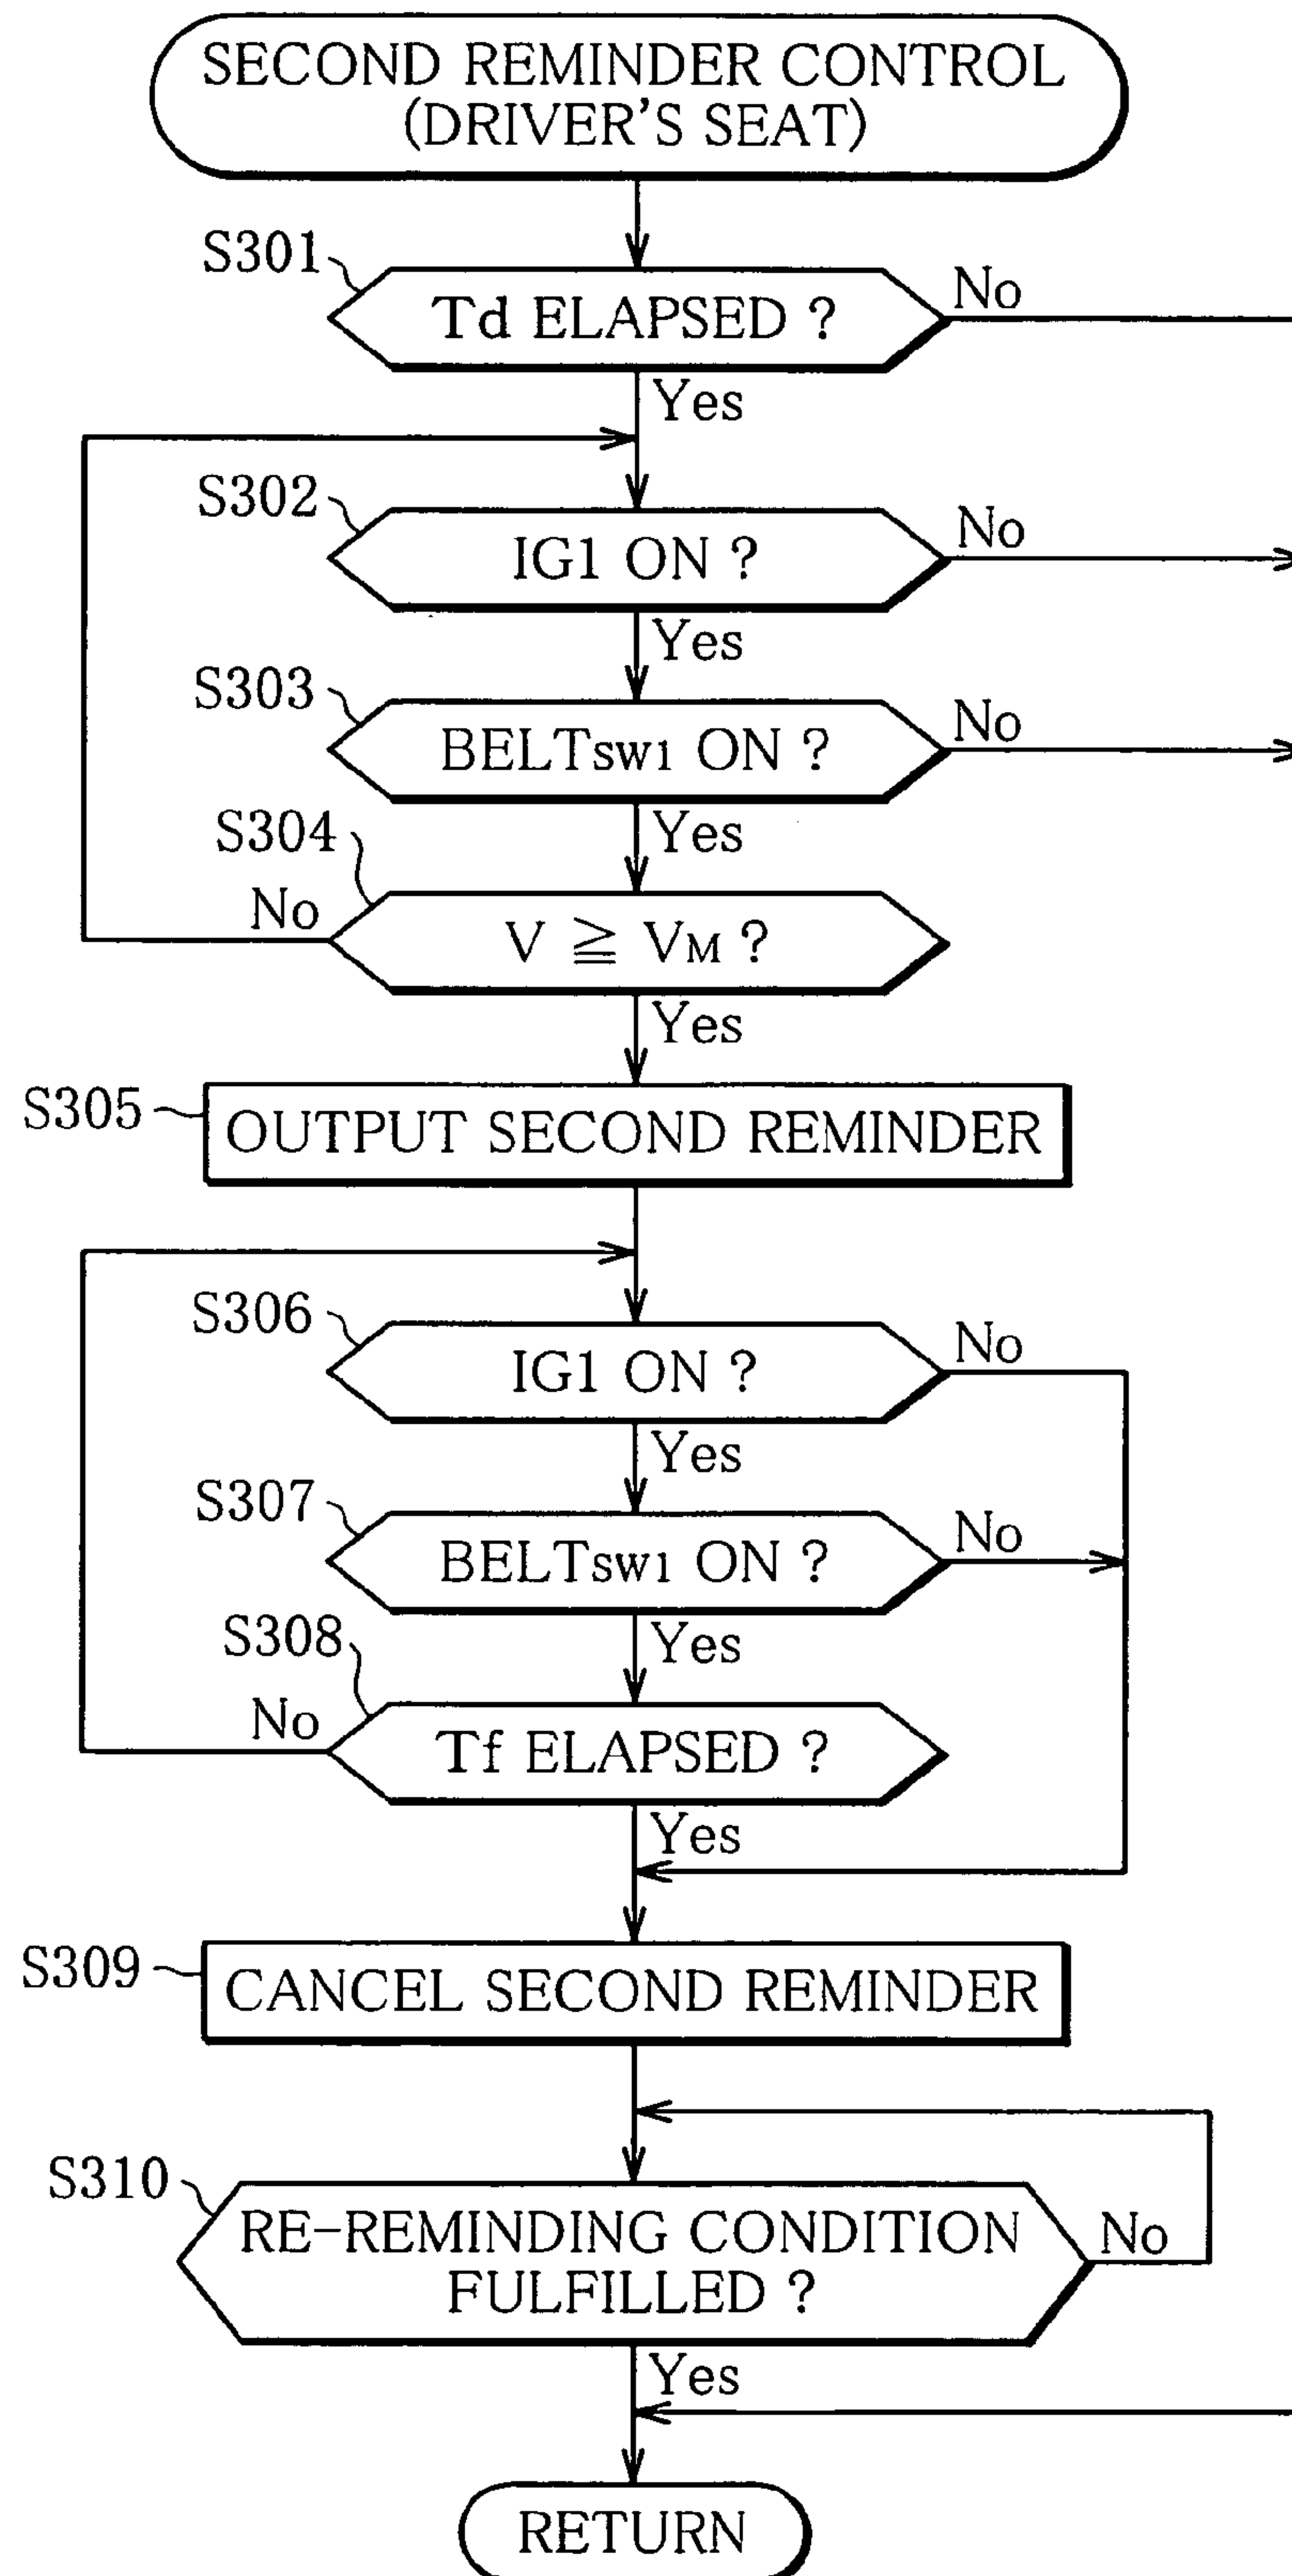 SECOND REMINDER CONTROL
(DRIVER'S SEAT)
S301
Td ELAPSED ?
No
Yes
S302
IG1 ON ?
No
Yes
S303
BELTSW1 ON ?
No
Yes
S304
No
V ≧ VM ?
Yes
S305
OUTPUT SECOND REMINDER
S306
IG1 ON ?
No
Yes
S307
BELTSW1 ON ?
No
Yes
S308
No
Tf ELAPSED ?
Yes
S309
CANCEL SECOND REMINDER
S310
RE-REMINDING CONDITION
FULFILLED ?
No
Yes
RETURN